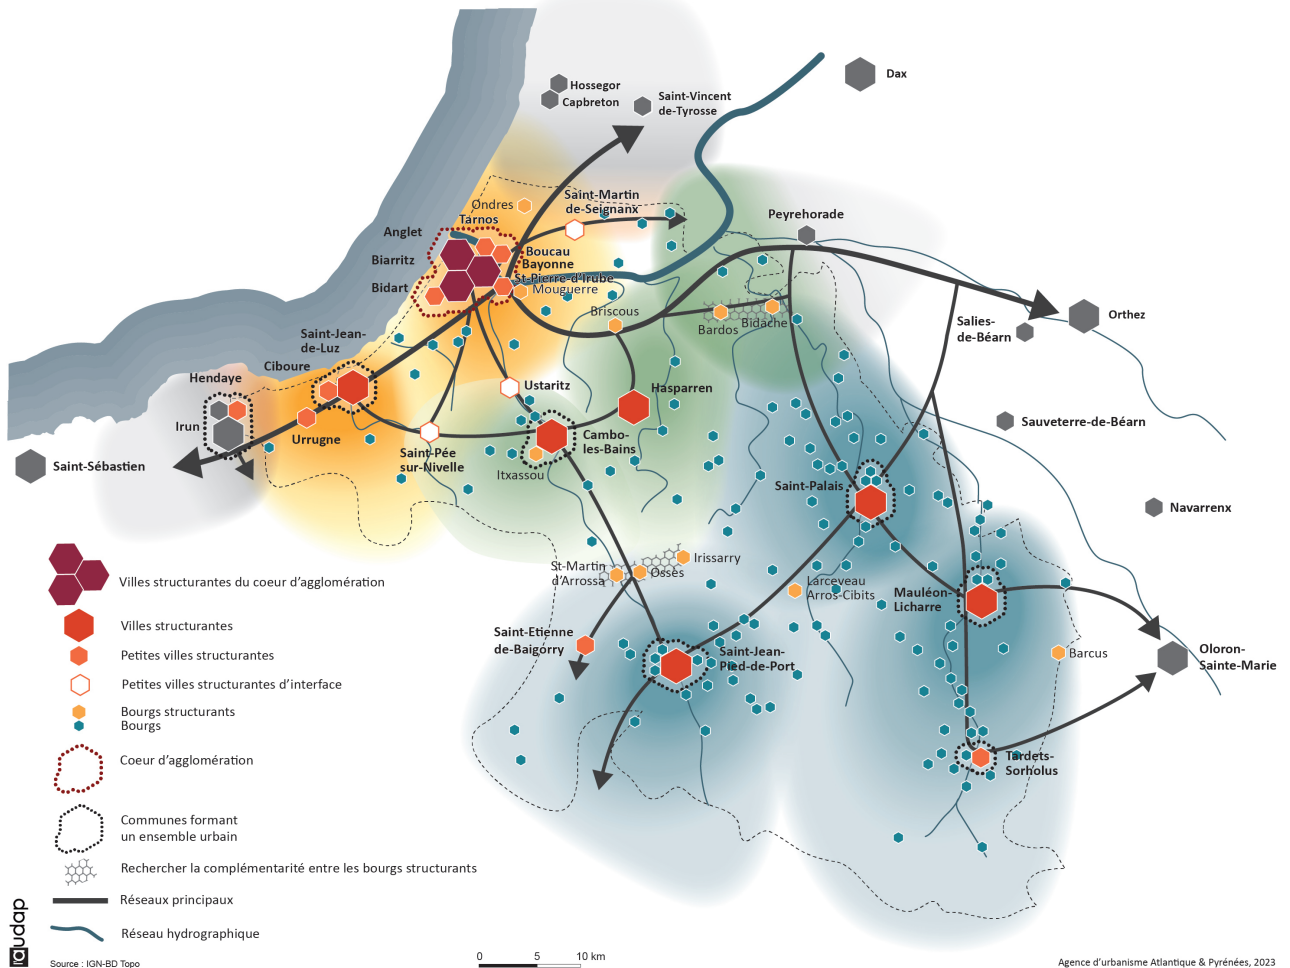 Dax
Hossegor
Capbreton
Saint-Vincent
de-Tyrosse
Saint-Martin
de-Seignanx
Ondres
Tarnos
Peyrehorade
Anglet
Biarritz
Bidart
Boucau
Bayonne
St-Pierre-d'Irube
Mouguerre
Briscous
Bardos
Bidache
Orthez
Salies-
de-Béarn
Saint-Jean-
de-Luz
Ciboure
Hendaye
Irun
Urrugne
Saint-Sébastien
Ustaritz
Hasparren
Cambo-
les-Bains
Saint-Pée
sur-Nivelle
Itxassou
Sauveterre-de-Béarn
Saint-Palais
Navarrenx
St-Martin
d'Arrossa
Ossès
Irissarry
Larceveau
Arros-Cibits
Mauléon-
Licharre
Saint-Etienne
de-Baigorry
Saint-Jean-
Pied-de-Port
Barcus
Oloron-
Sainte-Marie
Tardets-
Sorholus
Villes structurantes du coeur d'agglomération
Villes structurantes
Petites villes structurantes
Petites villes structurantes d'interface
Bourgs structurants
Bourgs
Coeur d'agglomération
Communes formant
un ensemble urbain
Rechercher la complémentarité entre les bourgs structurants
Réseaux principaux
Réseau hydrographique
l'audap
Source : IGN-BD Topo
0 5 10 km
Agence d'urbanisme Atlantique & Pyrénées, 2023